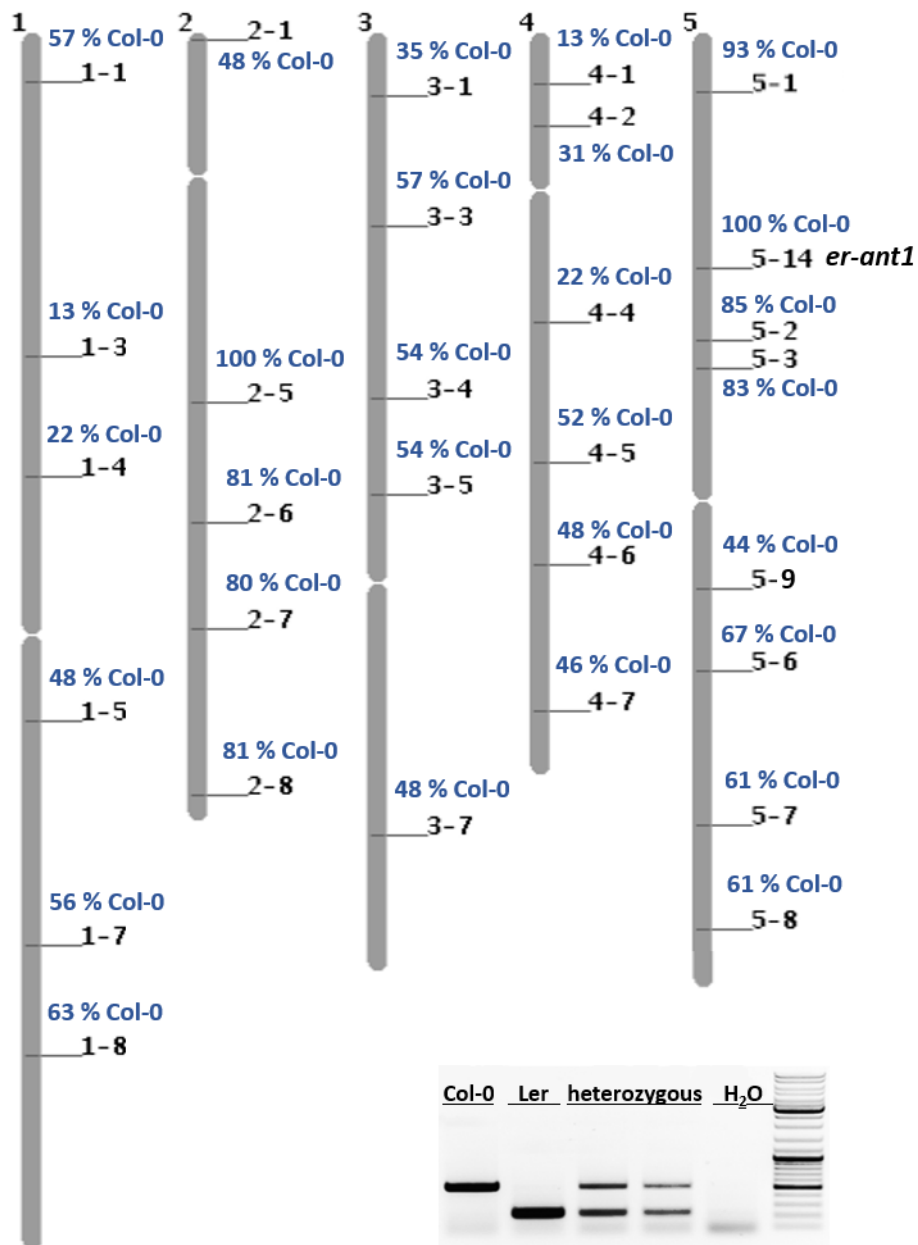 1
57 % Col-0
1-1
13 % Col-0
1-3
22 % Col-0
1-4
48 % Col-0
1-5
56 % Col-0
1-7
63 % Col-0
1-8
2
2-1
48 % Col-0
100 % Col-0
2-5
81 % Col-0
2-6
80 % Col-0
2-7
81 % Col-0
2-8
3
35 % Col-0
3-1
57 % Col-0
3-3
54 % Col-0
3-4
54 % Col-0
3-5
48 % Col-0
3-7
4
13 % Col-0
4-1
4-2
31 % Col-0
22 % Col-0
4-4
52 % Col-0
4-5
48 % Col-0
4-6
46 % Col-0
4-7
5
93 % Col-0
5-1
100 % Col-0
5-14 er-ant1
85 % Col-0
5-2
5-3
83 % Col-0
44 % Col-0
5-9
67 % Col-0
5-6
61 % Col-0
5-7
61 % Col-0
5-8
Col-0 Ler heterozygous H₂O